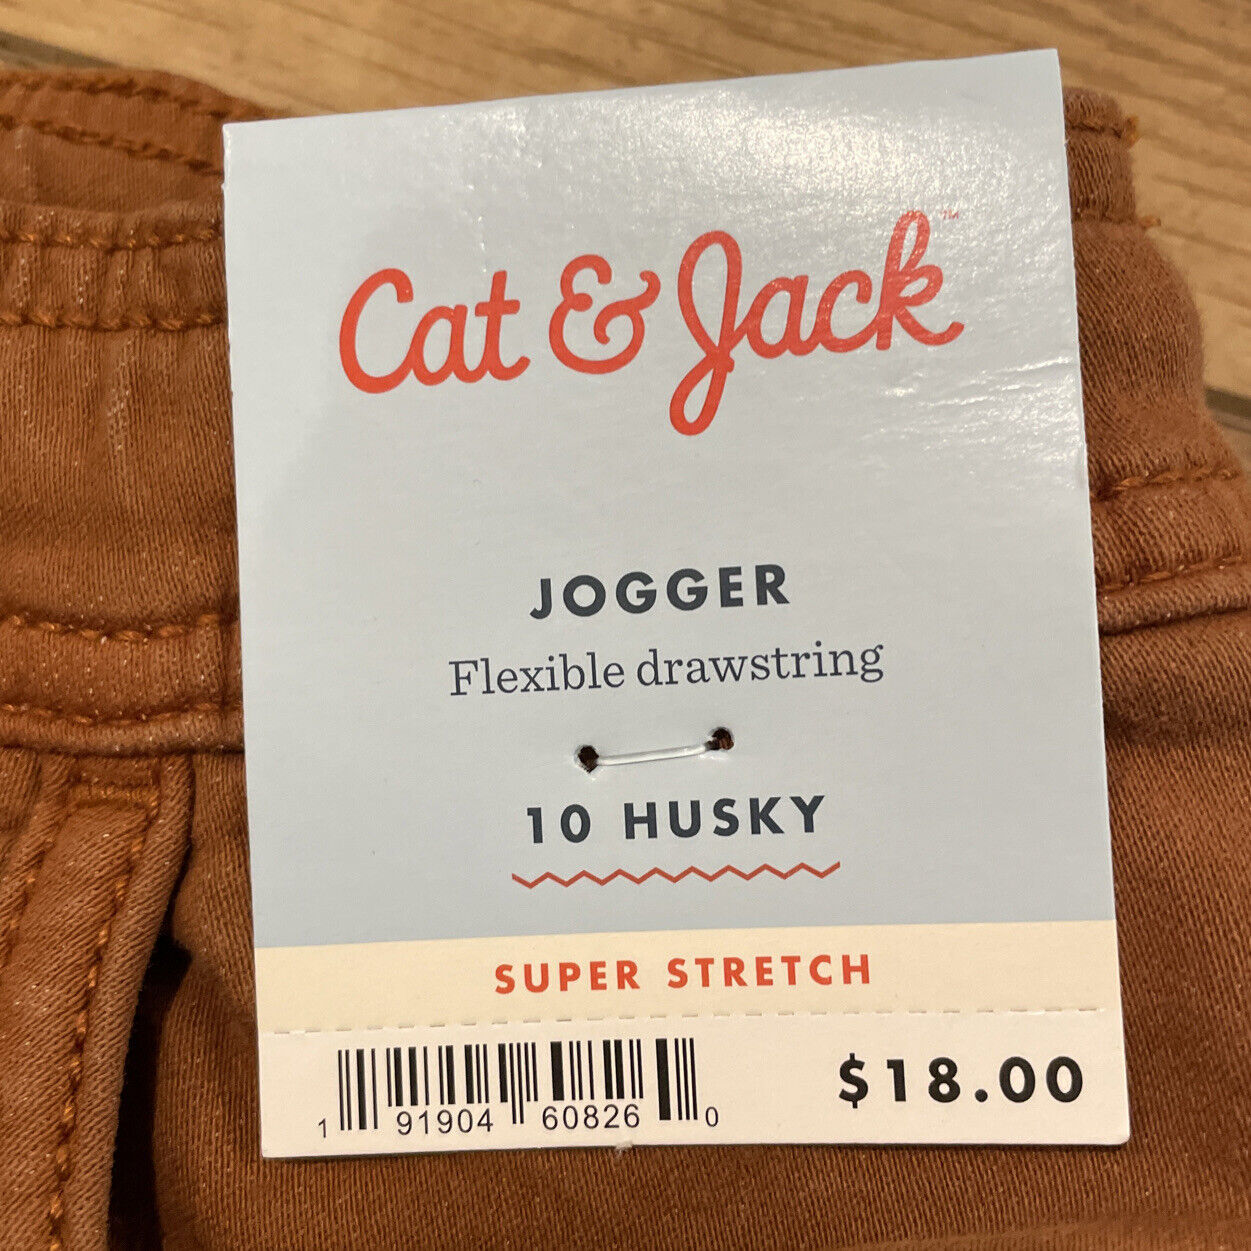 Cat & Jack™
JOGGER
Flexible drawstring
10 HUSKY
SUPER STRETCH
$18.00
1 91904 60826 0